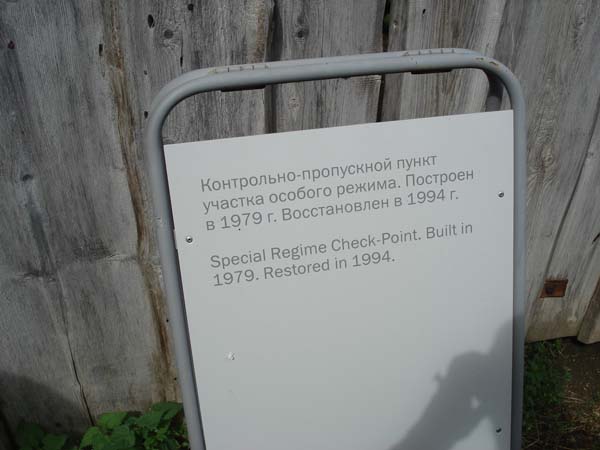 Контрольно-пропускной пункт
участка особого режима. Построен
в 1979 г. Восстановлен в 1994 г.
Special Regime Check-Point. Built in
1979. Restored in 1994.